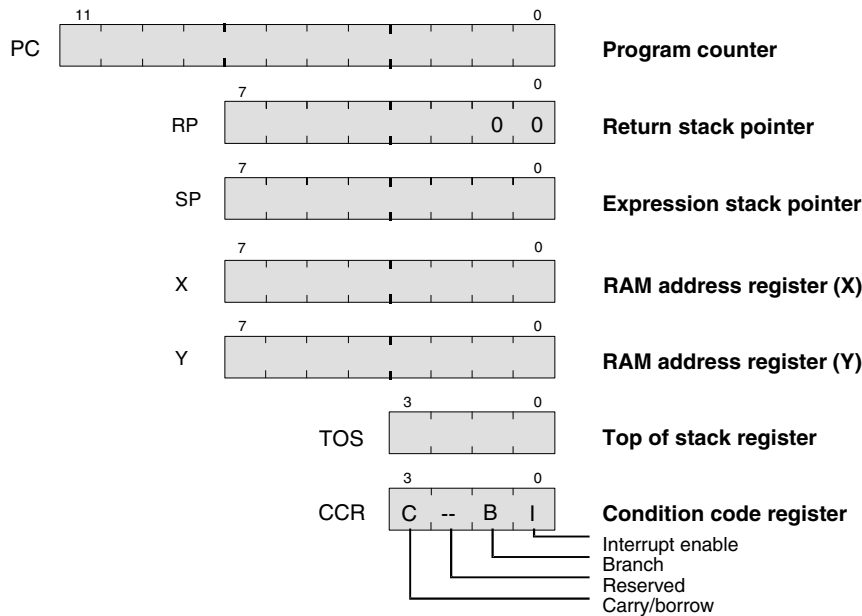 11 0
PC Program counter
7 0
RP 0 0 Return stack pointer
7 0
SP Expression stack pointer
7 0
X RAM address register (X)
7 0
Y RAM address register (Y)
3 0
TOS Top of stack register
3 0
CCR C -- B I Condition code register
Interrupt enable
Branch
Reserved
Carry/borrow